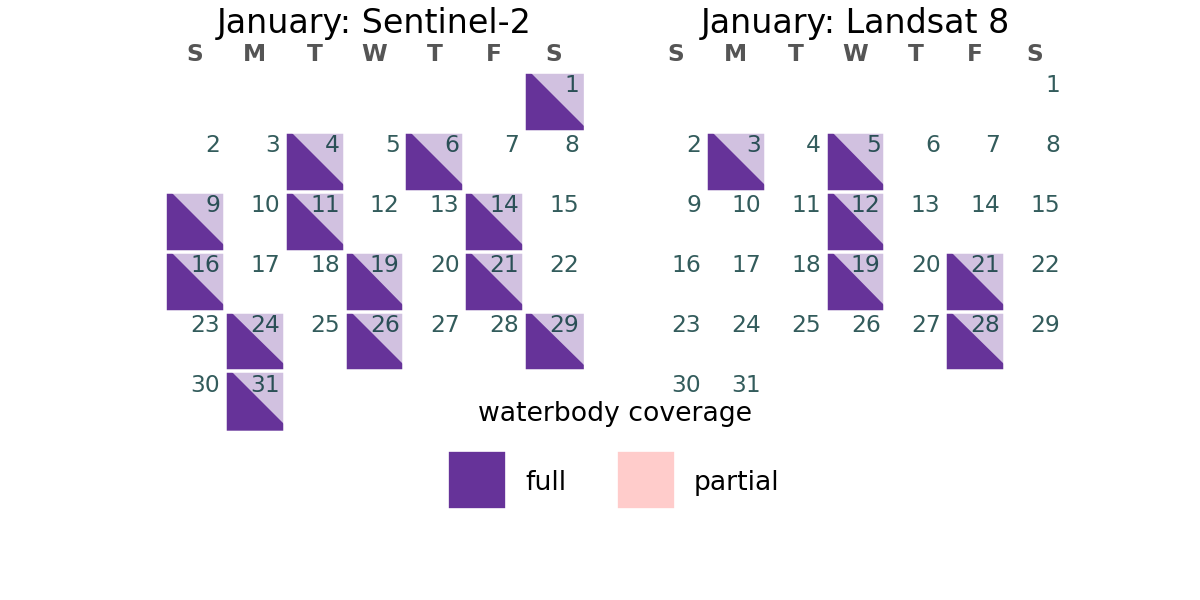 January: Sentinel-2
S M T W T F S
1
2 3 4 5 6 7 8
9 10 11 12 13 14 15
16 17 18 19 20 21 22
23 24 25 26 27 28 29
30 31
January: Landsat 8
S M T W T F S
1
2 3 4 5 6 7 8
9 10 11 12 13 14 15
16 17 18 19 20 21 22
23 24 25 26 27 28 29
30 31
waterbody coverage
full partial